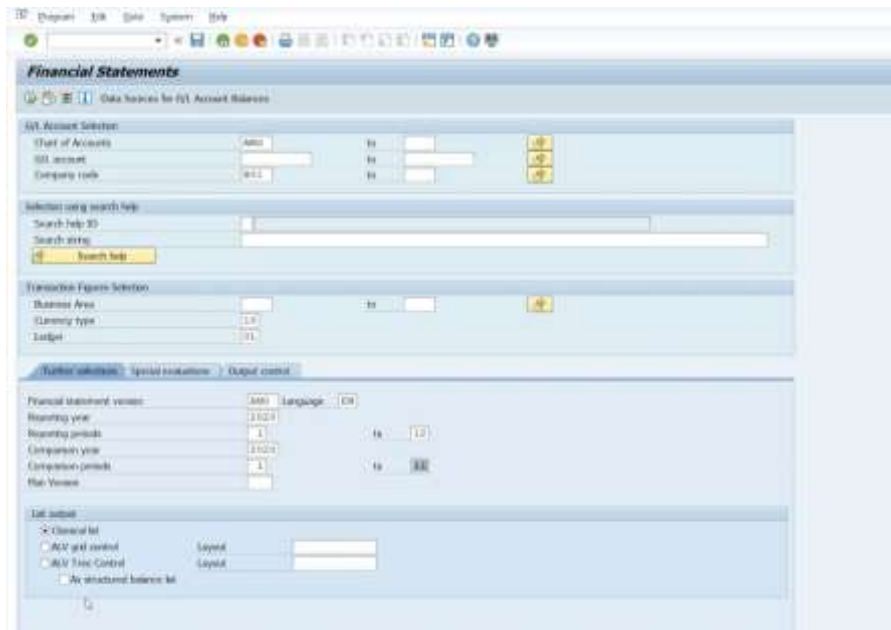 Program Edit Goto System Help
Financial Statements
Data Sources for G/L Account Balances
G/L Account Selection
Chart of Accounts to
G/L account to
Company code to
Selection using search help
Search help ID
Search string
Search help
Transaction Figures Selection
Business Area to
Currency type
Ledger
Further selections Special evaluations Output control
Financial statement version Language EN
Reporting year
Reporting periods 1 to 12
Comparison year
Comparison periods 1 to
Plan Version
List output
Classical list
ALV grid control Layout
ALV Tree Control Layout
As structured balance list